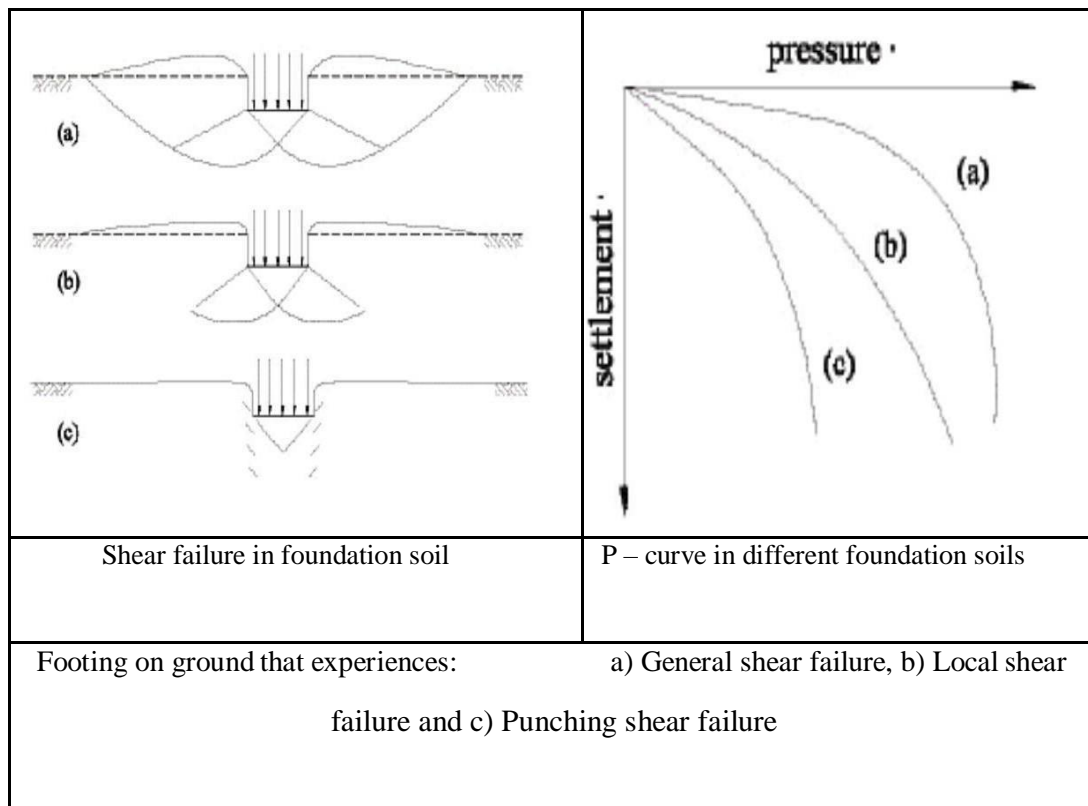 (a)
(b)
(c)
pressure
settlement
(a)
(b)
(c)
Shear failure in foundation soil
P – curve in different foundation soils
Footing on ground that experiences: a) General shear failure, b) Local shear
failure and c) Punching shear failure